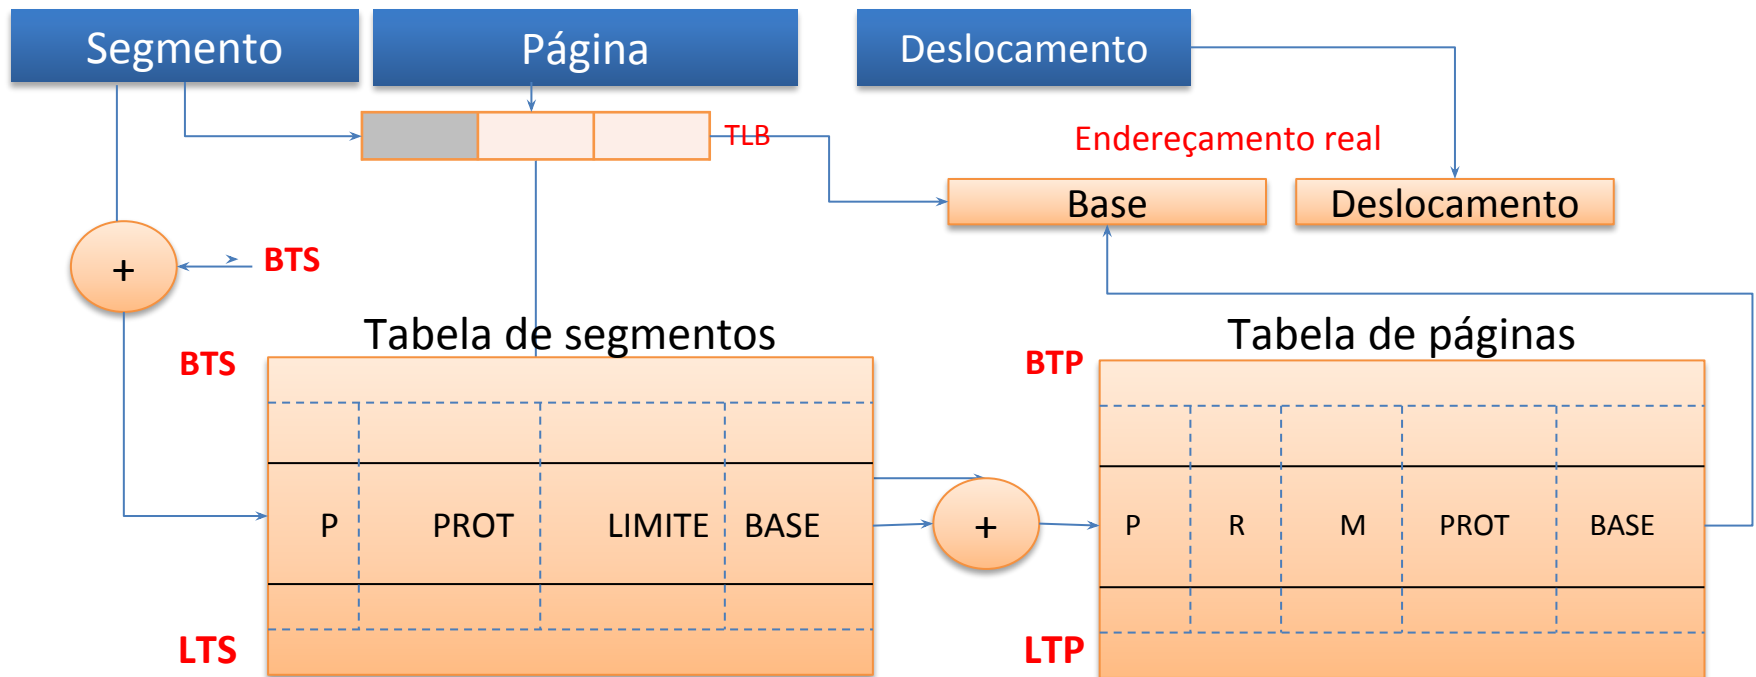 Segmento
Página
Deslocamento
TLB
Endereçamento real
Base
Deslocamento
+
BTS
Tabela de segmentos
Tabela de páginas
BTS
BTP
P PROT LIMITE BASE
+
P R M PROT BASE
LTS
LTP